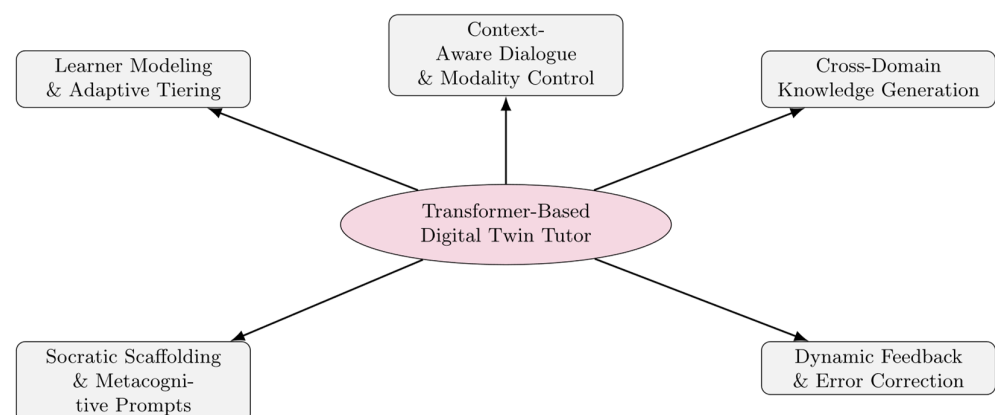 Context-
Aware Dialogue
& Modality Control
Learner Modeling
& Adaptive Tiering
Cross-Domain
Knowledge Generation
Transformer-Based
Digital Twin Tutor
Socratic Scaffolding
& Metacogni-
tive Prompts
Dynamic Feedback
& Error Correction